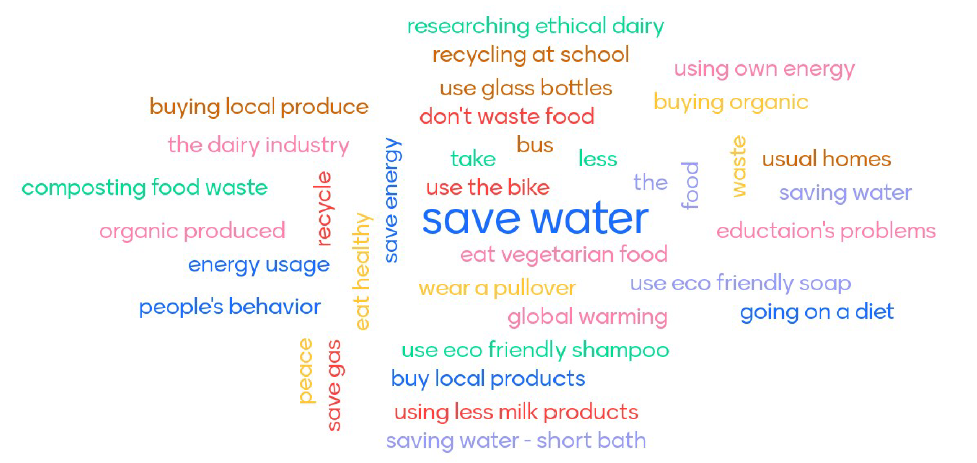 researching ethical dairy
recycling at school
using own energy
use glass bottles
buying organic
buying local produce
don't waste food
bus
the dairy industry
take
less
waste
usual homes
save energy
composting food waste
recycle
use the bike
the
food
saving water
save water
organic produced
eductaion's problems
eat healthy
eat vegetarian food
energy usage
wear a pullover
use eco friendly soap
people's behavior
global warming
going on a diet
use eco friendly shampoo
peace
save gas
buy local products
using less milk products
saving water - short bath